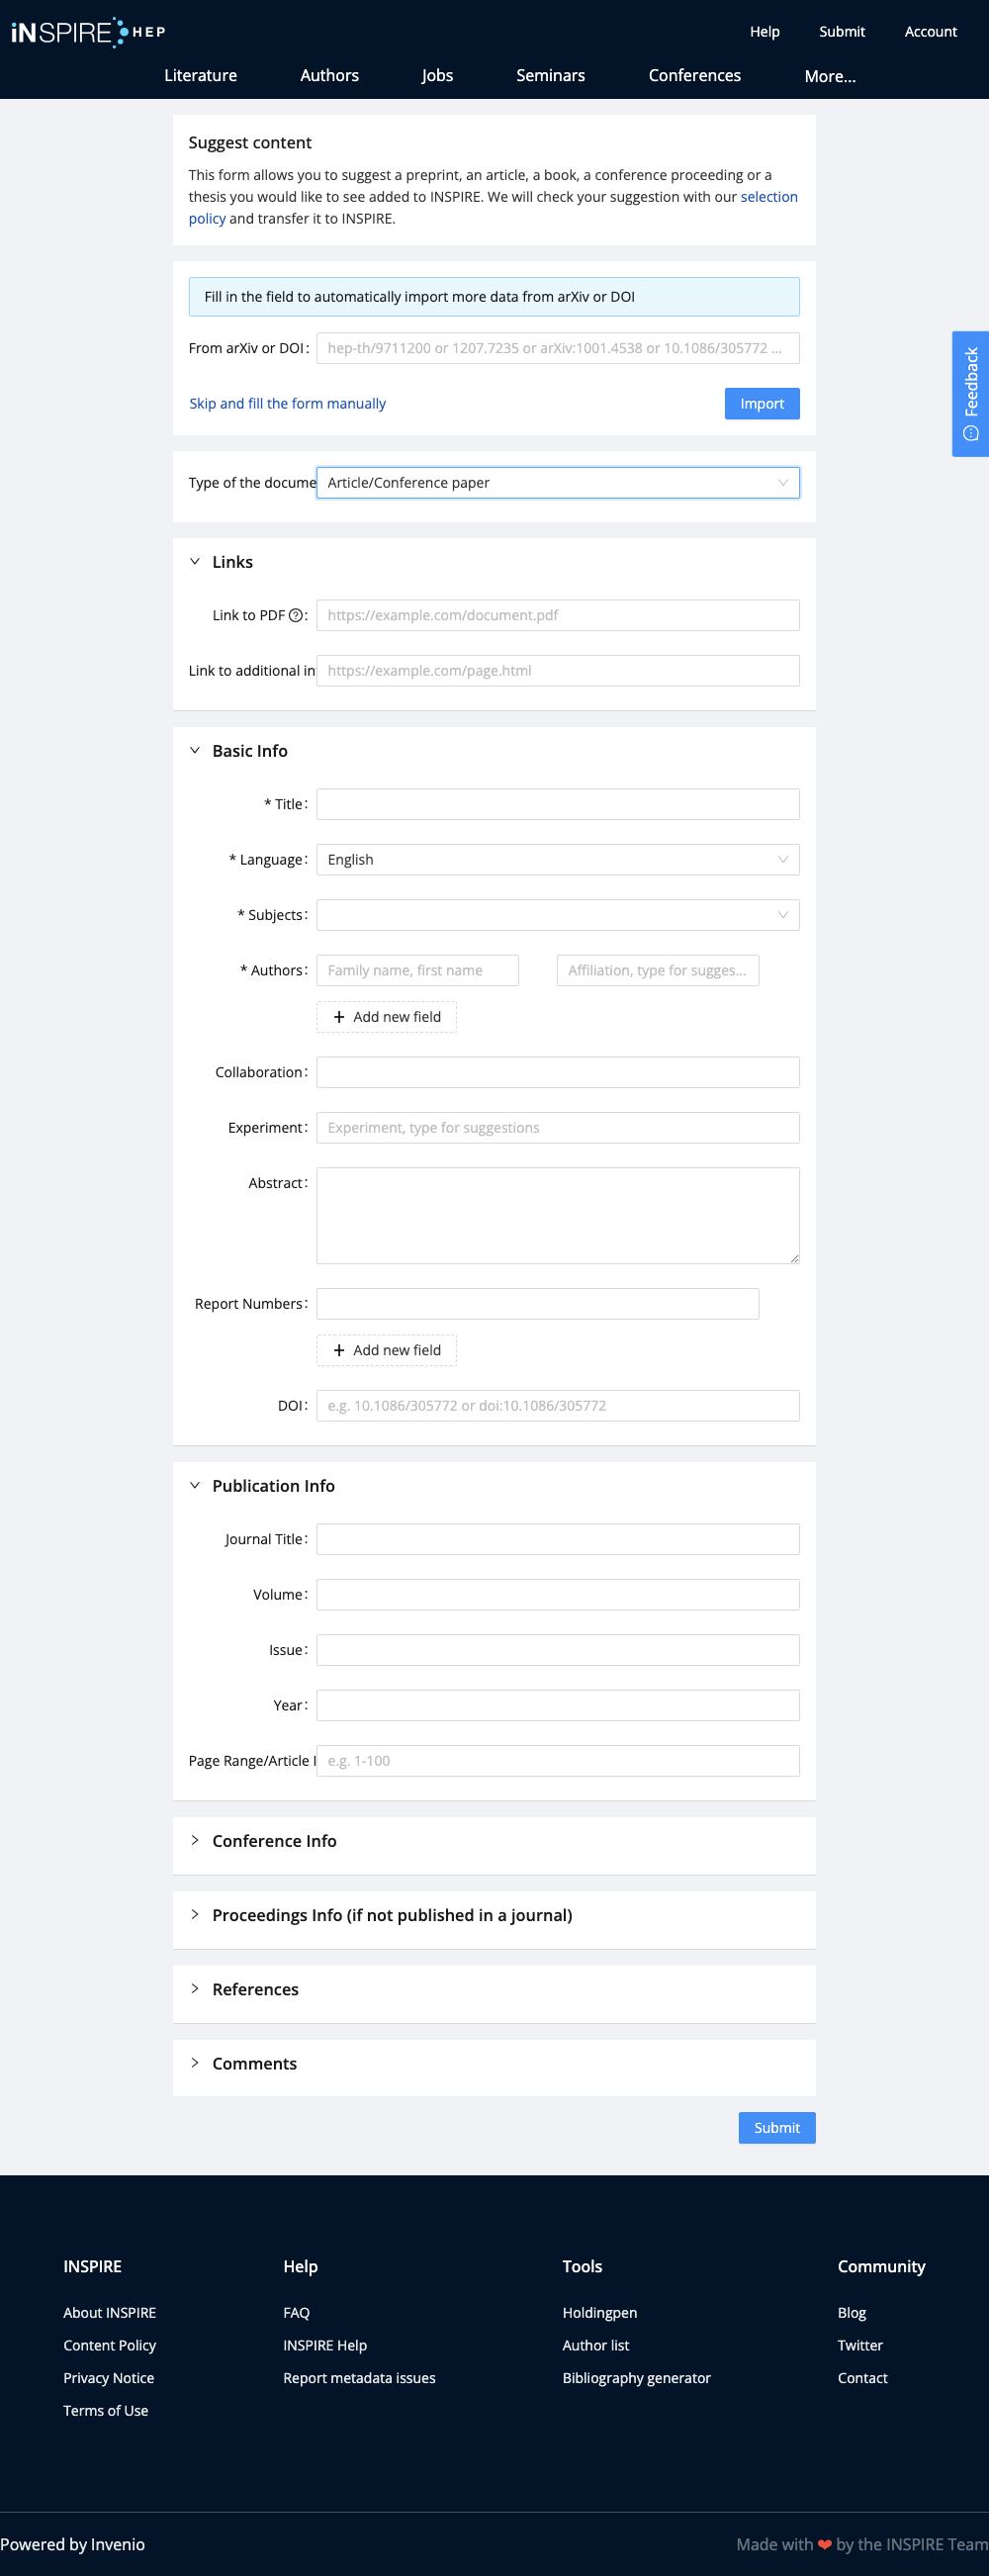 iNSPIRE HEP
Help
Submit
Account
Literature
Authors
Jobs
Seminars
Conferences
More...
Suggest content
This form allows you to suggest a preprint, an article, a book, a conference proceeding or a
thesis you would like to see added to INSPIRE. We will check your suggestion with our selection
policy and transfer it to INSPIRE.
Fill in the field to automatically import more data from arXiv or DOI
From arXiv or DOI: hep-th/9711200 or 1207.7235 or arXiv:1001.4538 or 10.1086/305772 ...
Skip and fill the form manually
Import
Feedback
Type of the docume Article/Conference paper
Links
Link to PDF : https://example.com/document.pdf
Link to additional in https://example.com/page.html
Basic Info
* Title:
* Language: English
* Subjects:
* Authors: Family name, first name Affiliation, type for sugges...
+ Add new field
Collaboration:
Experiment: Experiment, type for suggestions
Abstract:
Report Numbers:
+ Add new field
DOI: e.g. 10.1086/305772 or doi:10.1086/305772
Publication Info
Journal Title:
Volume:
Issue:
Year:
Page Range/Article I e.g. 1-100
Conference Info
Proceedings Info (if not published in a journal)
References
Comments
Submit
INSPIRE
About INSPIRE
Content Policy
Privacy Notice
Terms of Use
Help
FAQ
INSPIRE Help
Report metadata issues
Tools
Holdingpen
Author list
Bibliography generator
Community
Blog
Twitter
Contact
Powered by Invenio
Made with ❤ by the INSPIRE Team